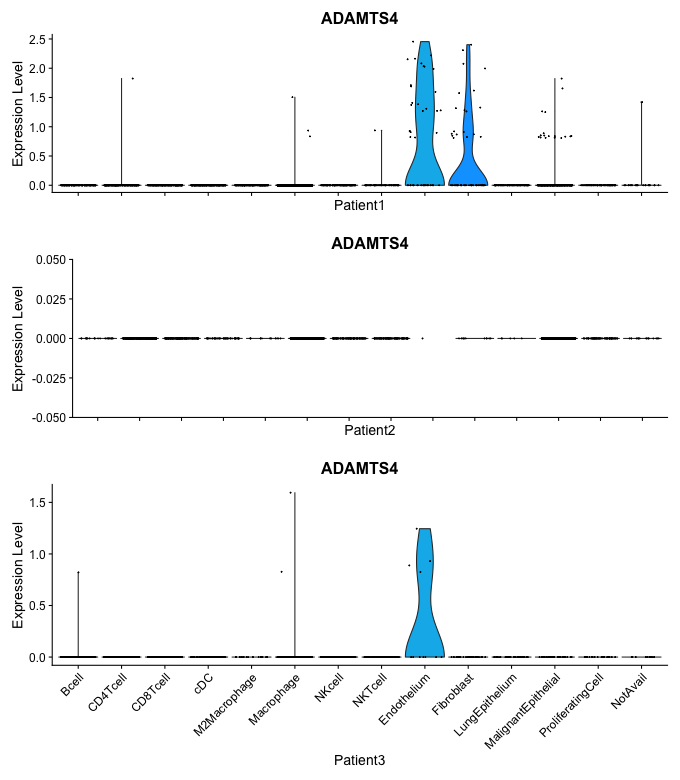 ADAMTS4
Expression Level
2.5
2.0
1.5
1.0
0.5
0.0
Patient1
ADAMTS4
Expression Level
0.050
0.025
0.000
-0.025
-0.050
Patient2
ADAMTS4
Expression Level
1.5
1.0
0.5
0.0
Bcell
CD4Tcell
CD8Tcell
cDC
M2Macrophage
Macrophage
NKcell
NKTcell
Endothelium
Fibroblast
LungEpithelium
MalignantEpithelial
ProliferatingCell
NotAvail
Patient3